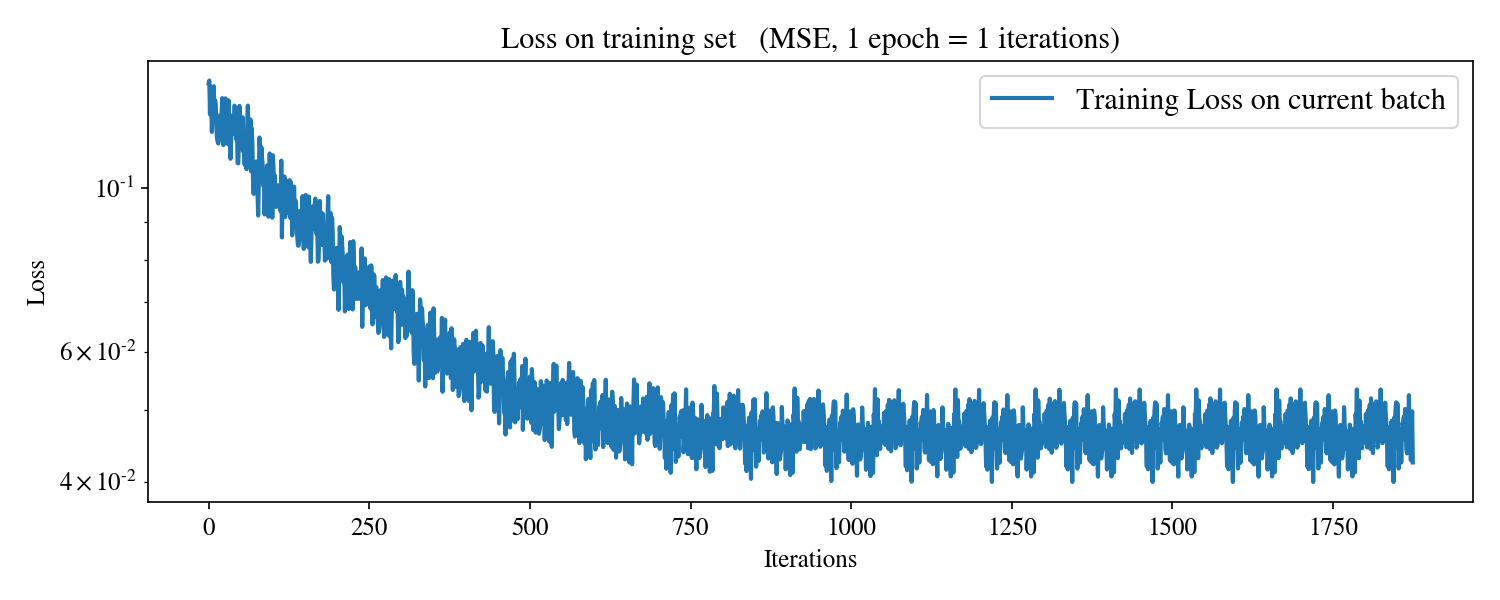 Loss on training set   (MSE, 1 epoch = 1 iterations)
Training Loss on current batch
10⁻¹
6×10⁻²
4×10⁻²
Loss
0 250 500 750 1000 1250 1500 1750
Iterations